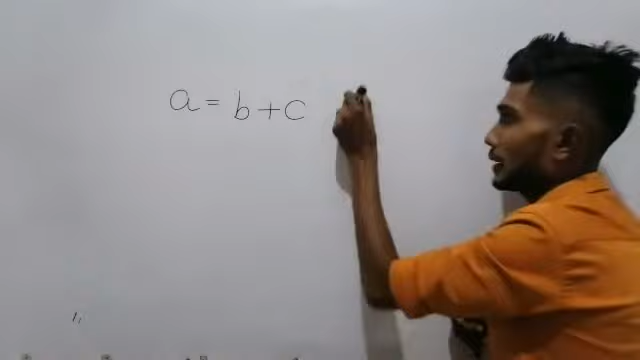 a = b + c